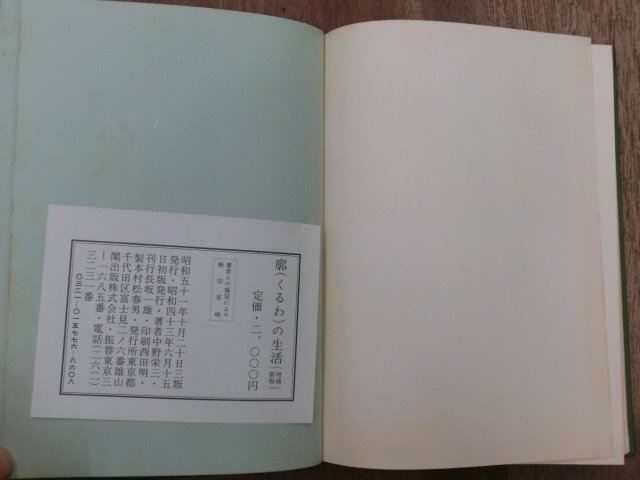 廓(くるわ)の生活(増補新版)
定価・二、〇〇〇円
著者との協定により
検印省略
昭和五十一年十月二十日三版
発行・昭和四十三年六月十五
日初版発行・著者中野栄三・
刊行長坂一雄・印刷西田明・
製本村松春男・発行所東京都
千代田区富士見二ノ六番雄山
閣出版株式会社・振替東京三
―一六八五番・電話(二六二)
三二三一番
〇三二一―〇一五七七六―八六〇八